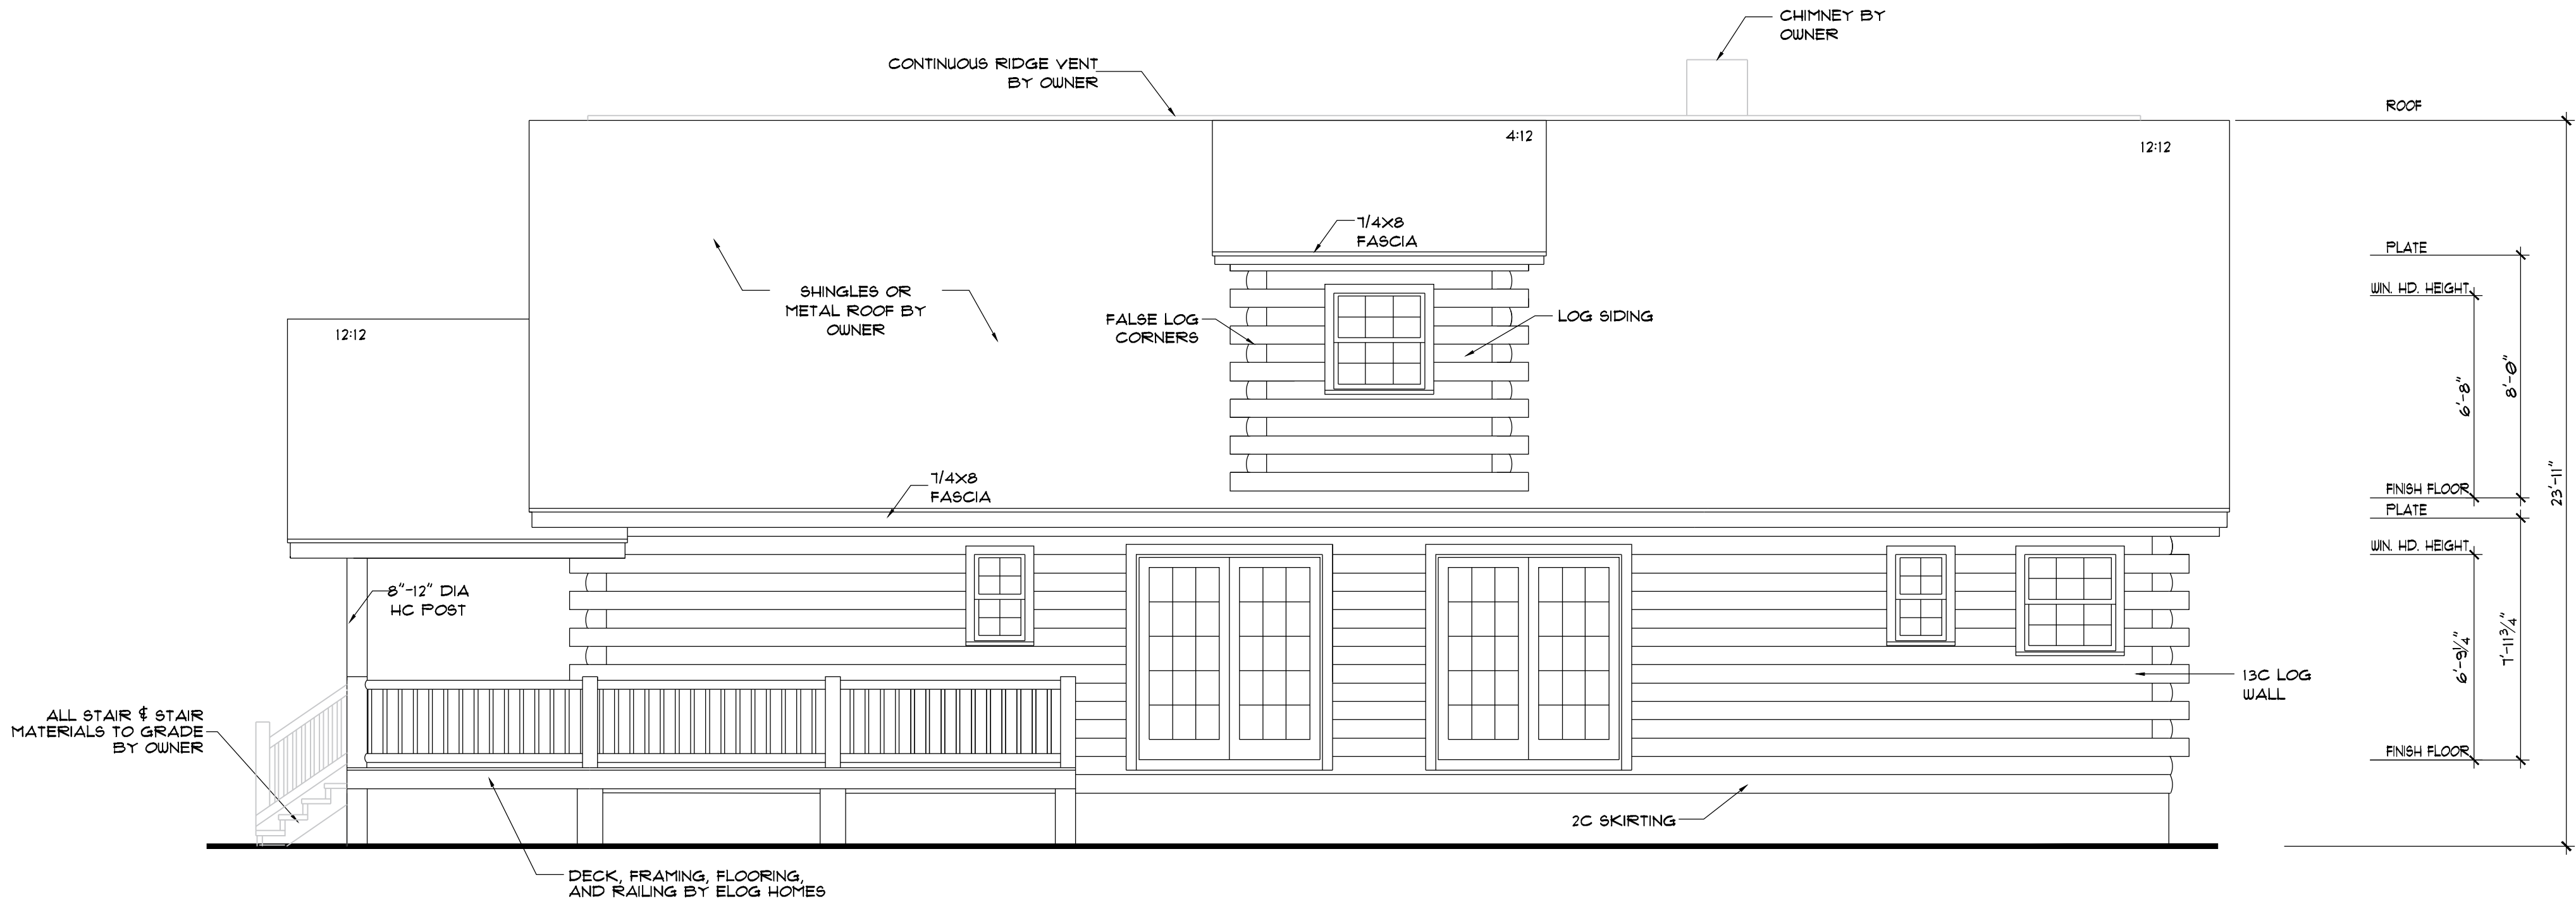 CHIMNEY BY
OWNER
CONTINUOUS RIDGE VENT
BY OWNER
ROOF
4:12
12:12
7/4X8
FASCIA
PLATE
WIN. HD. HEIGHT
SHINGLES OR
METAL ROOF BY
OWNER
FALSE LOG
CORNERS
LOG SIDING
12:12
6'-8"
8'-0"
23'-11"
7/4X8
FASCIA
FINISH FLOOR
PLATE
WIN. HD. HEIGHT
8"-12" DIA
HC POST
6'-9 1/4"
7'-11 3/4"
13C LOG
WALL
ALL STAIR & STAIR
MATERIALS TO GRADE
BY OWNER
FINISH FLOOR
2C SKIRTING
DECK, FRAMING, FLOORING,
AND RAILING BY ELOG HOMES